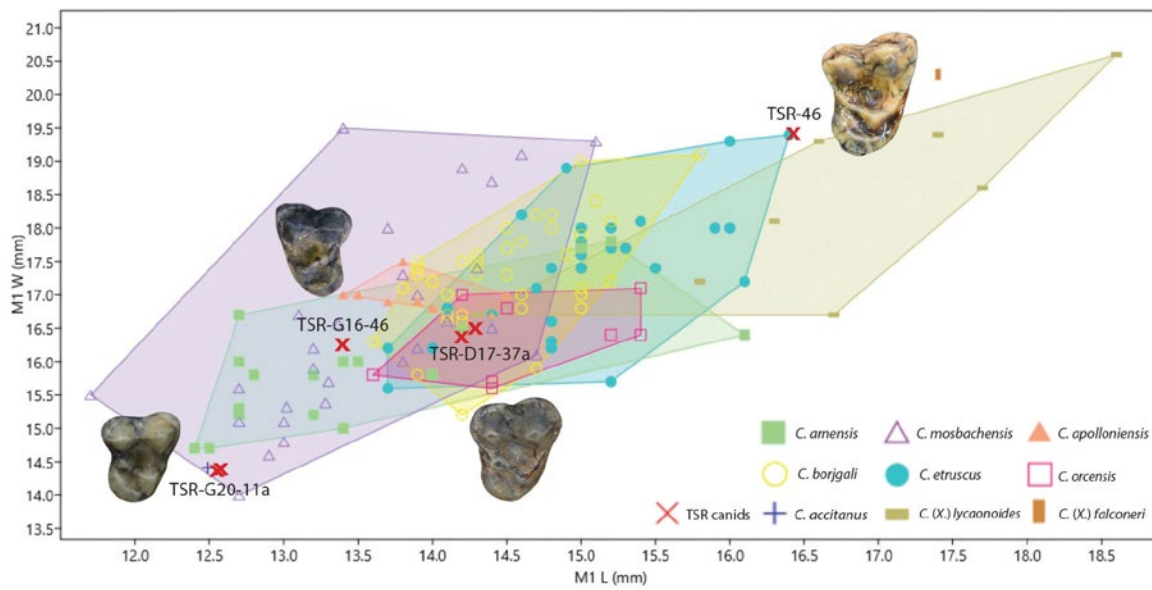 21.0
20.5
20.0
19.5
19.0
18.5
18.0
17.5
17.0
16.5
16.0
15.5
15.0
14.5
14.0
13.5
M1 W (mm)
TSR-46
TSR-G16-46
TSR-D17-37a
TSR-G20-11a
C. arnensis C. mosbachensis C. apolloniensis
C. borjgali C. etruscus C. orcensis
TSR canids C. accitanus C. (X.) lycaonoides C. (X.) falconeri
12.0 12.5 13.0 13.5 14.0 14.5 15.0 15.5 16.0 16.5 17.0 17.5 18.0 18.5
M1 L (mm)